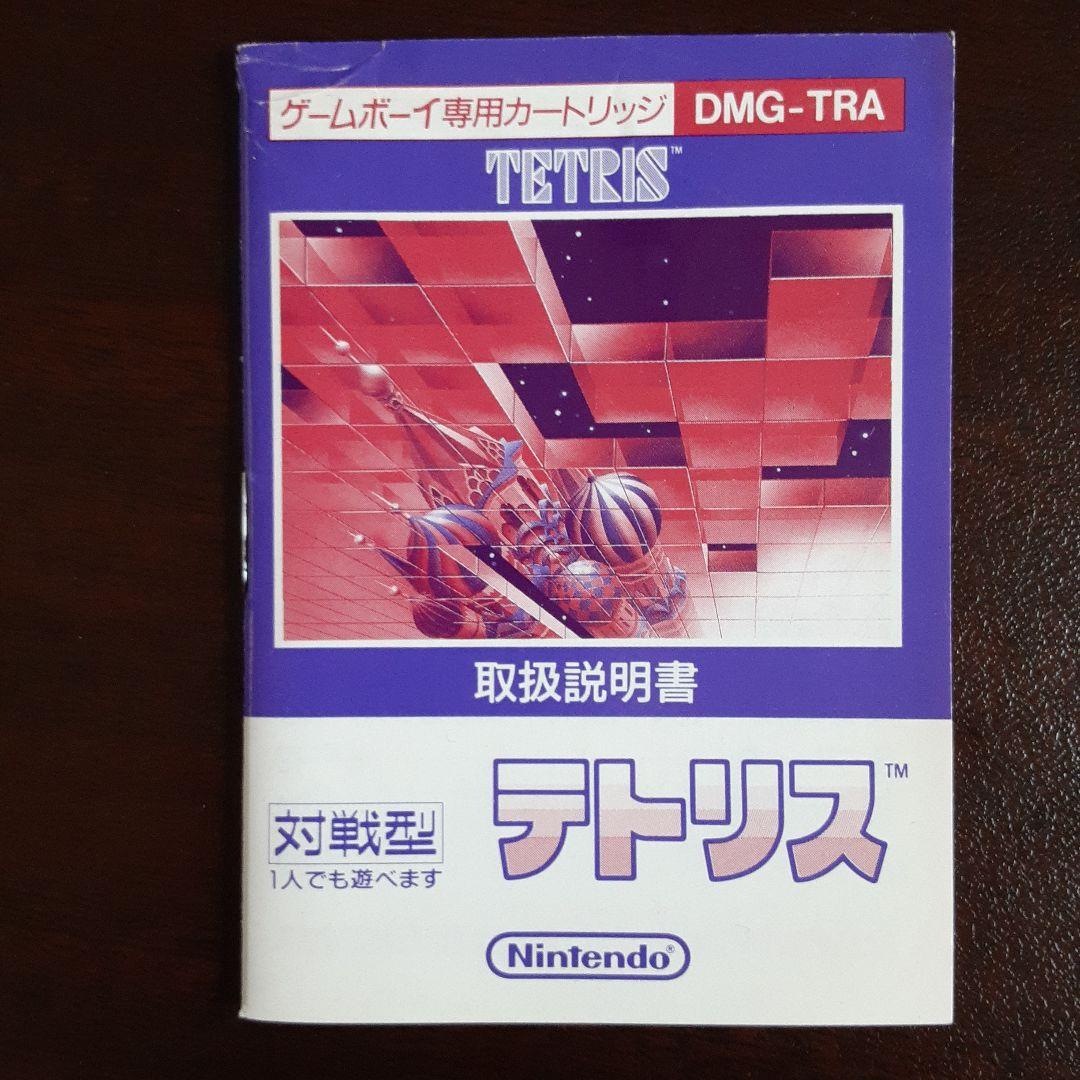 ゲームボーイ専用カートリッジ DMG-TRA
TETRIS™
取扱説明書
テトリス™
対戦型
1人でも遊べます
Nintendo®